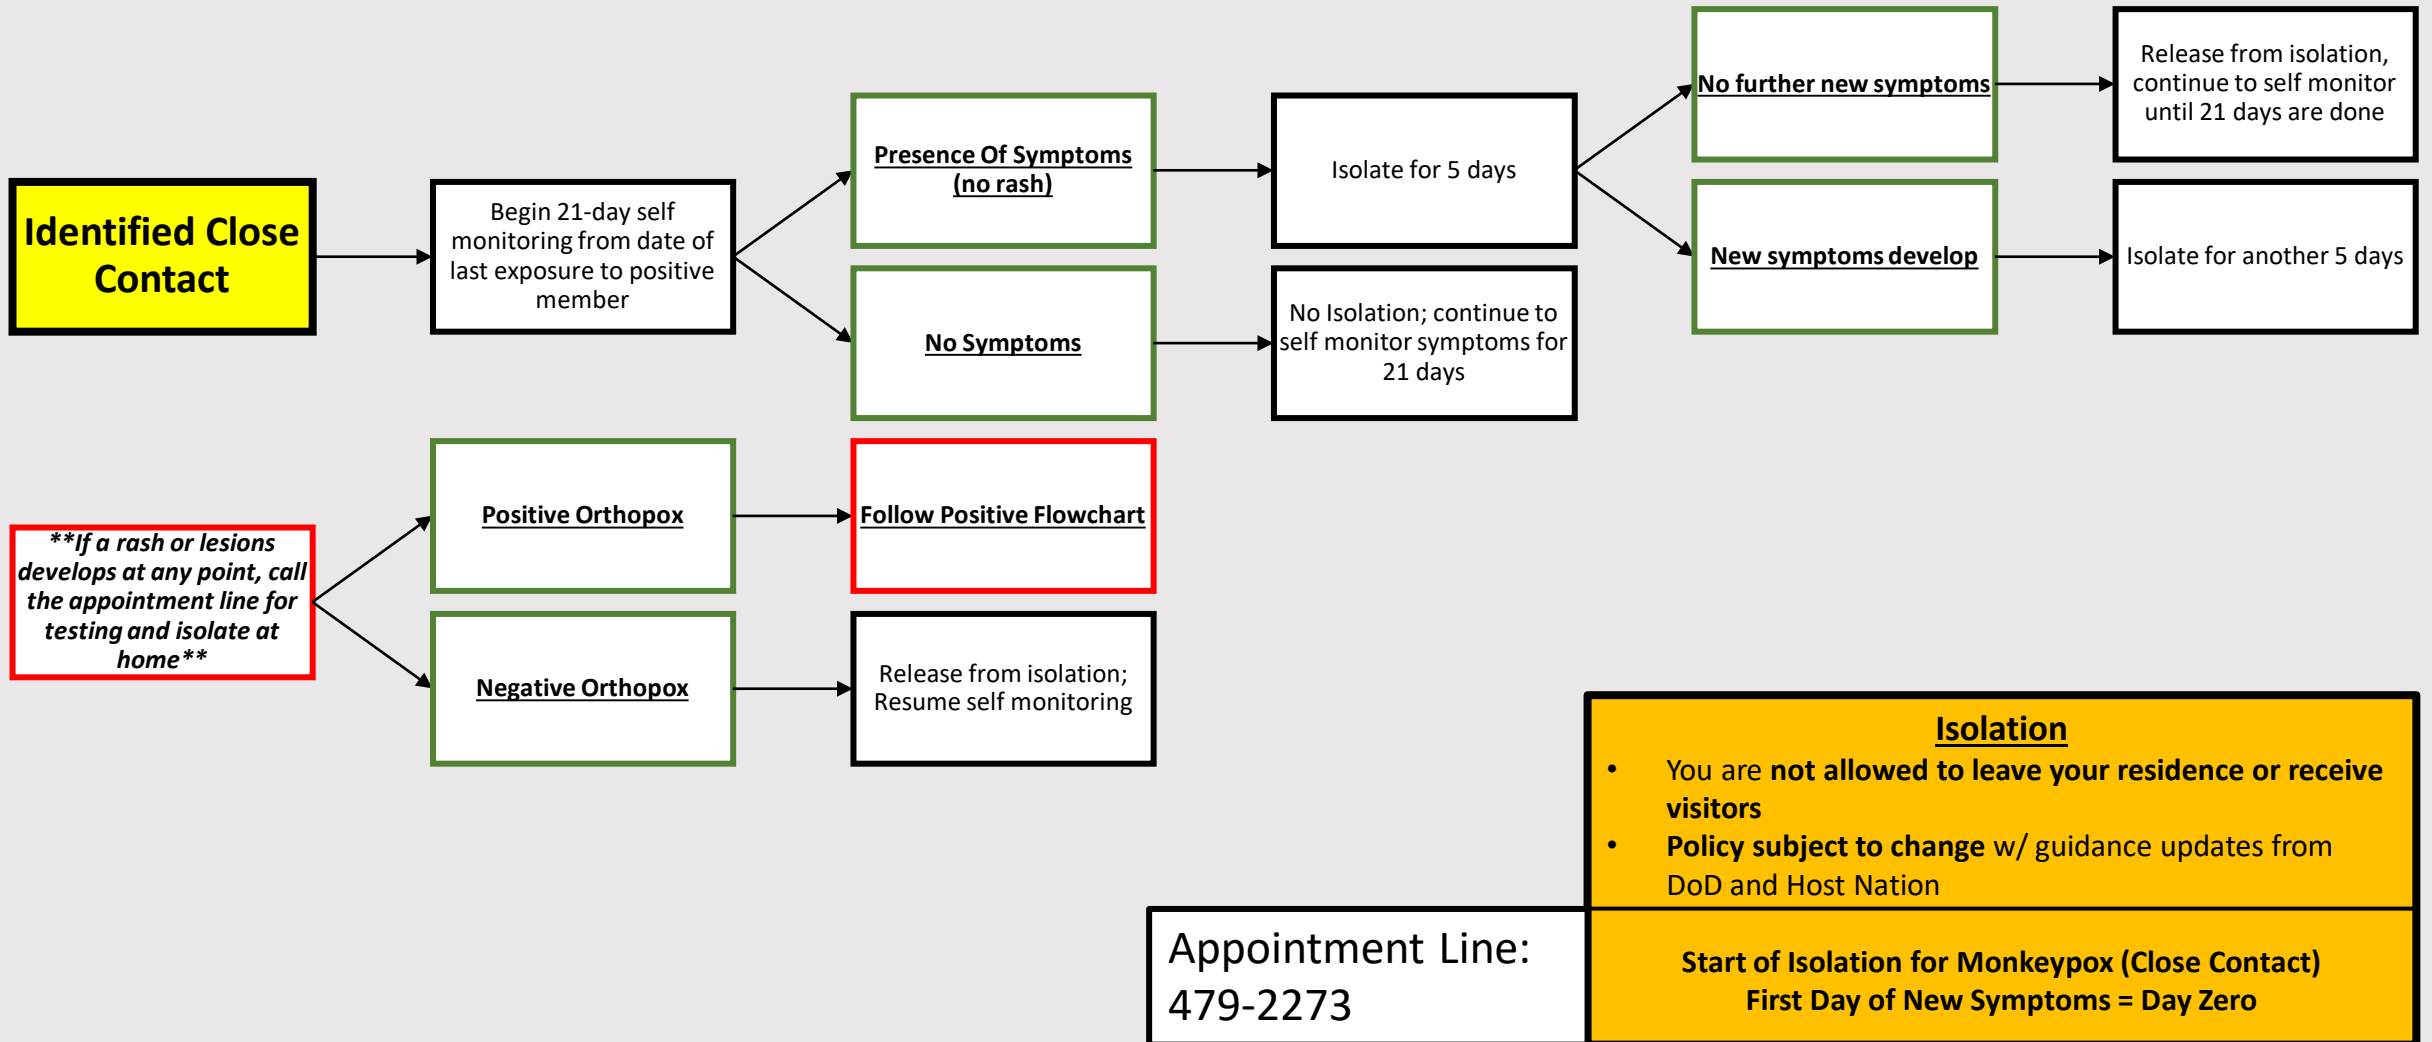 Identified Close
Contact
Begin 21-day self
monitoring from date of
last exposure to positive
member
Presence Of Symptoms
(no rash)
Isolate for 5 days
No further new symptoms
Release from isolation,
continue to self monitor
until 21 days are done
New symptoms develop
Isolate for another 5 days
No Symptoms
No Isolation; continue to
self monitor symptoms for
21 days
**If a rash or lesions
develops at any point, call
the appointment line for
testing and isolate at
home**
Positive Orthopox
Follow Positive Flowchart
Negative Orthopox
Release from isolation;
Resume self monitoring
Isolation
• You are not allowed to leave your residence or receive
visitors
• Policy subject to change w/ guidance updates from
DoD and Host Nation
Appointment Line:
479-2273
Start of Isolation for Monkeypox (Close Contact)
First Day of New Symptoms = Day Zero